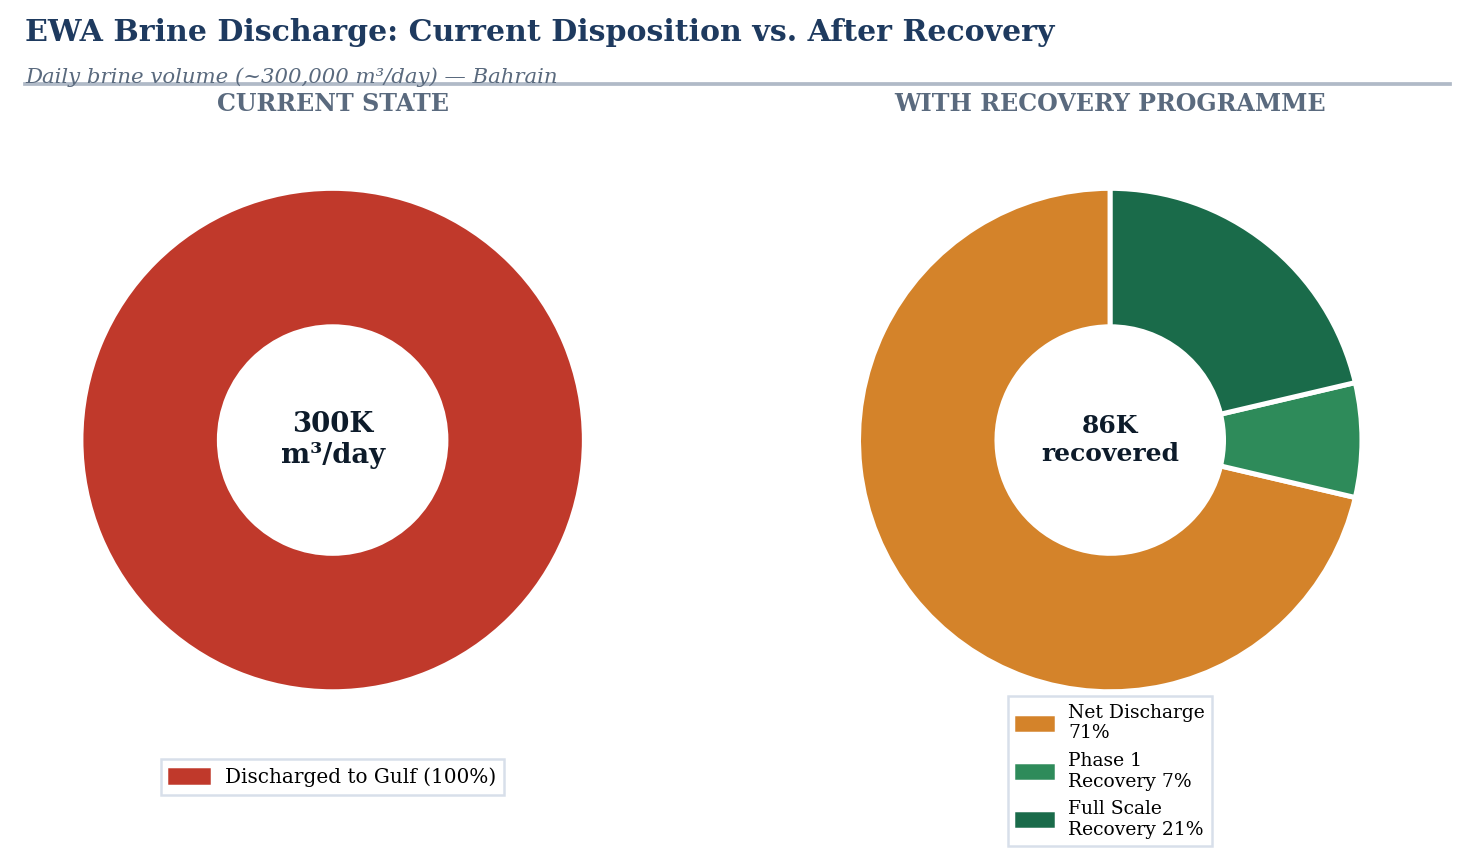 EWA Brine Discharge: Current Disposition vs. After Recovery
Daily brine volume (~300,000 m³/day) — Bahrain
CURRENT STATE
300K
m³/day
Discharged to Gulf (100%)
WITH RECOVERY PROGRAMME
86K
recovered
Net Discharge
71%
Phase 1
Recovery 7%
Full Scale
Recovery 21%